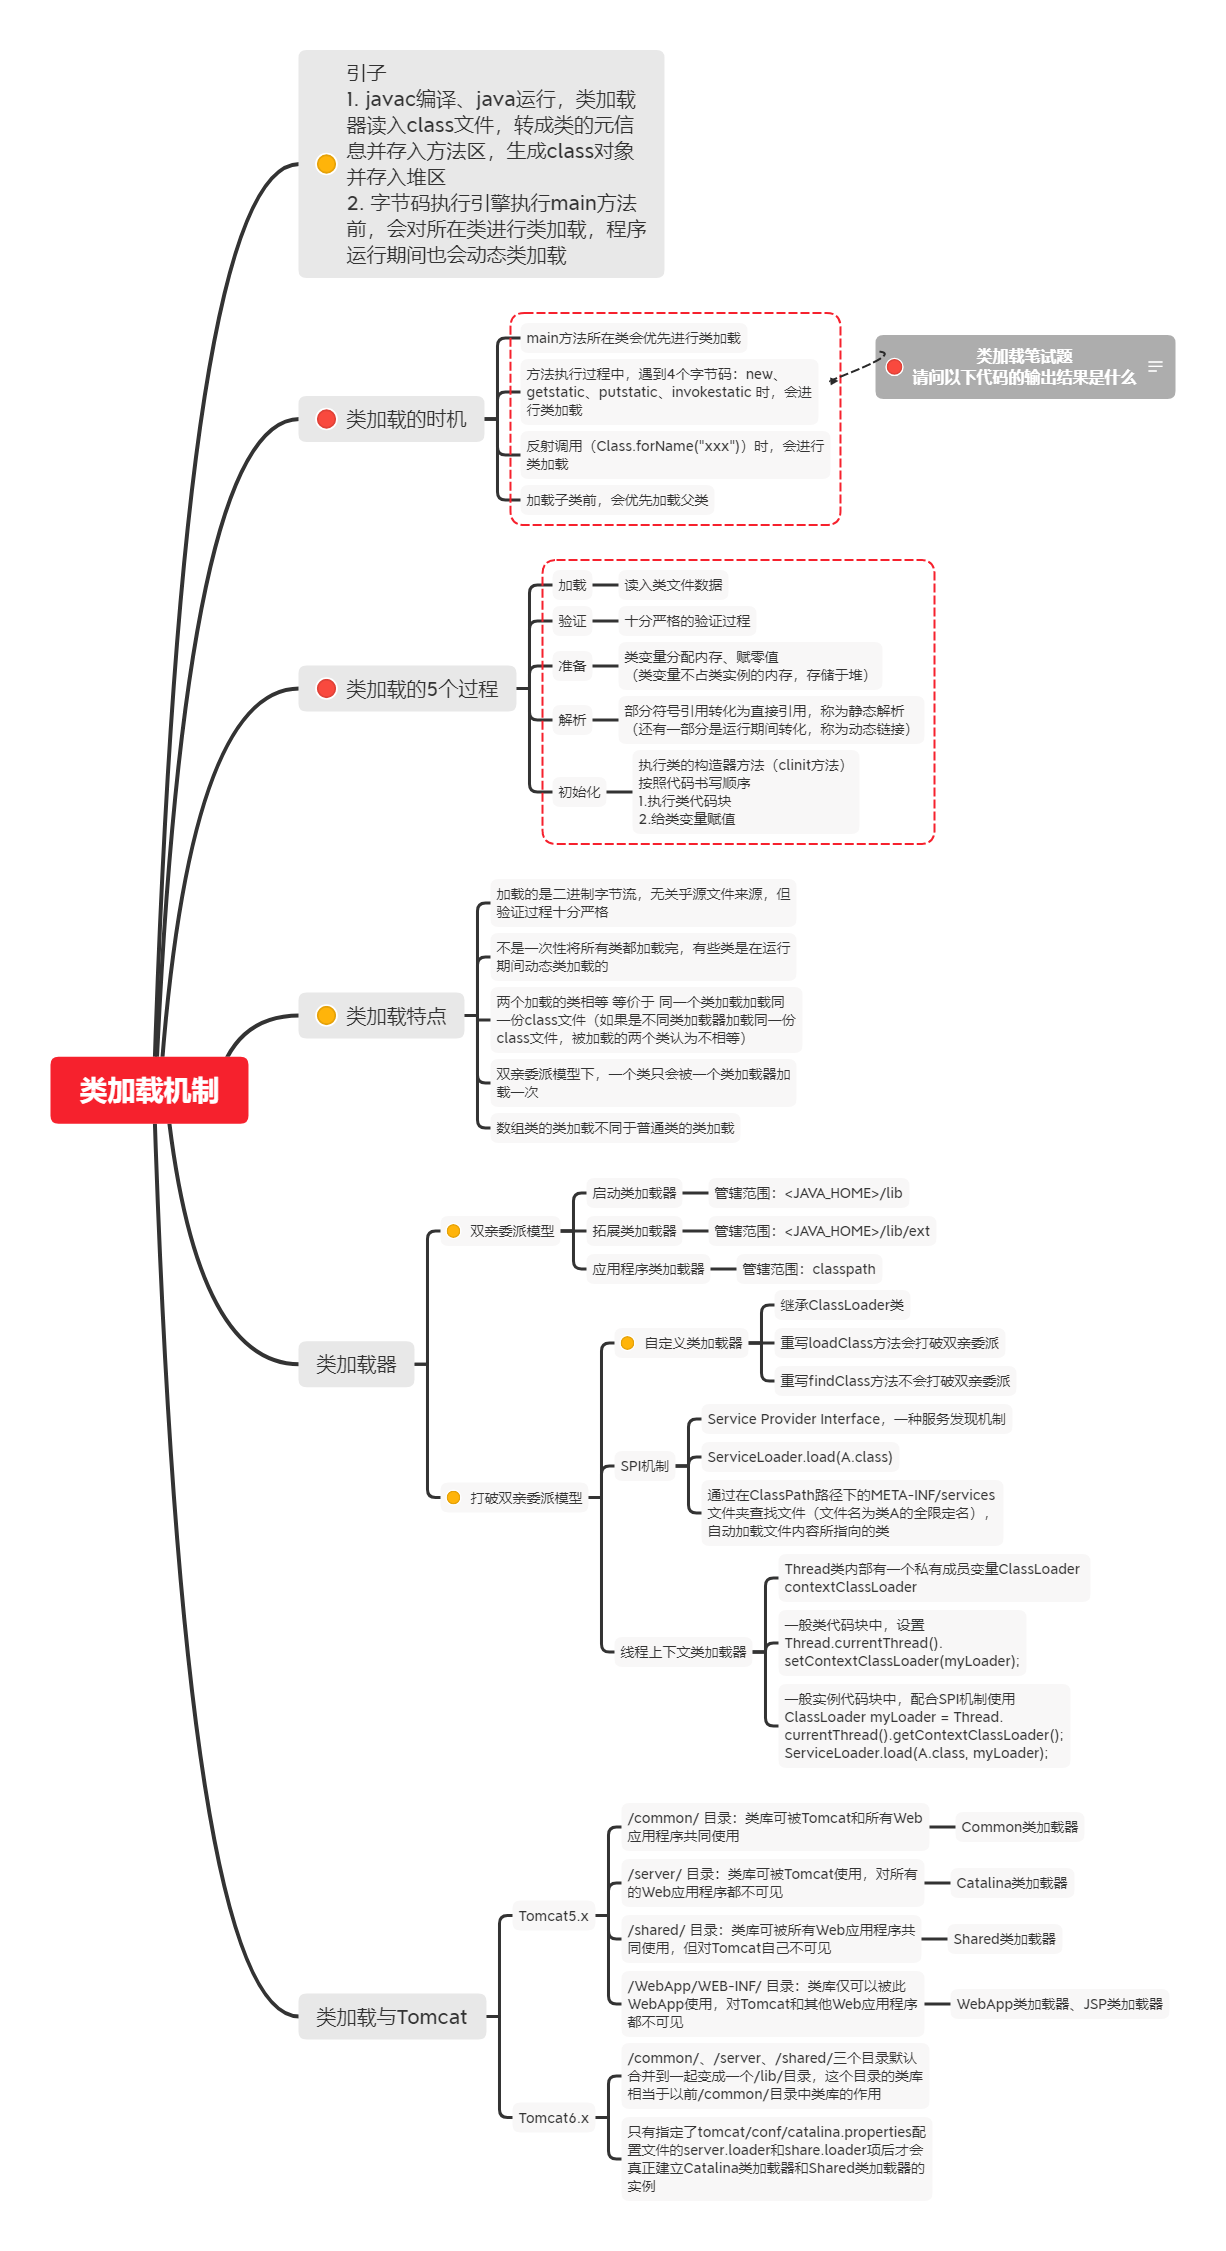 引子
1. javac编译、java运行，类加载
器读入class文件，转成类的元信
息并存入方法区，生成class对象
并存入堆区
2. 字节码执行引擎执行main方法
前，会对所在类进行类加载，程序
运行期间也会动态类加载
类加载的时机
main方法所在类会优先进行类加载
方法执行过程中，遇到4个字节码：new、
getstatic、putstatic、invokestatic 时，会进
行类加载
反射调用（Class.forName("xxx")）时，会进行
类加载
加载子类前，会优先加载父类
类加载笔试题
请问以下代码的输出结果是什么
类加载的5个过程
加载
读入类文件数据
验证
十分严格的验证过程
准备
类变量分配内存、赋零值
（类变量不占类实例的内存，存储于堆）
解析
部分符号引用转化为直接引用，称为静态解析
（还有一部分是运行期间转化，称为动态链接）
初始化
执行类的构造器方法（clinit方法）
按照代码书写顺序
1.执行类代码块
2.给类变量赋值
类加载特点
加载的是二进制字节流，无关乎源文件来源，但
验证过程十分严格
不是一次性将所有类都加载完，有些类是在运行
期间动态类加载的
两个加载的类相等 等价于 同一个类加载加载同
一份class文件（如果是不同类加载器加载同一份
class文件，被加载的两个类认为不相等）
双亲委派模型下，一个类只会被一个类加载器加
载一次
数组类的类加载不同于普通类的类加载
类加载机制
类加载器
双亲委派模型
启动类加载器
管辖范围：<JAVA_HOME>/lib
拓展类加载器
管辖范围：<JAVA_HOME>/lib/ext
应用程序类加载器
管辖范围：classpath
打破双亲委派模型
自定义类加载器
继承ClassLoader类
重写loadClass方法会打破双亲委派
重写findClass方法不会打破双亲委派
SPI机制
Service Provider Interface，一种服务发现机制
ServiceLoader.load(A.class)
通过在ClassPath路径下的META-INF/services
文件夹查找文件（文件名为类A的全限定名），
自动加载文件内容所指向的类
线程上下文类加载器
Thread类内部有一个私有成员变量ClassLoader
contextClassLoader
一般类代码块中，设置
Thread.currentThread().
setContextClassLoader(myLoader);
一般实例代码块中，配合SPI机制使用
ClassLoader myLoader = Thread.
currentThread().getContextClassLoader();
ServiceLoader.load(A.class, myLoader);
类加载与Tomcat
Tomcat5.x
/common/ 目录：类库可被Tomcat和所有Web
应用程序共同使用
Common类加载器
/server/ 目录：类库可被Tomcat使用，对所有
的Web应用程序都不可见
Catalina类加载器
/shared/ 目录：类库可被所有Web应用程序共
同使用，但对Tomcat自己不可见
Shared类加载器
/WebApp/WEB-INF/ 目录：类库仅可以被此
WebApp使用，对Tomcat和其他Web应用程序
都不可见
WebApp类加载器、JSP类加载器
Tomcat6.x
/common/、/server、/shared/三个目录默认
合并到一起变成一个/lib/目录，这个目录的类库
相当于以前/common/目录中类库的作用
只有指定了tomcat/conf/catalina.properties配
置文件的server.loader和share.loader项后才会
真正建立Catalina类加载器和Shared类加载器的
实例